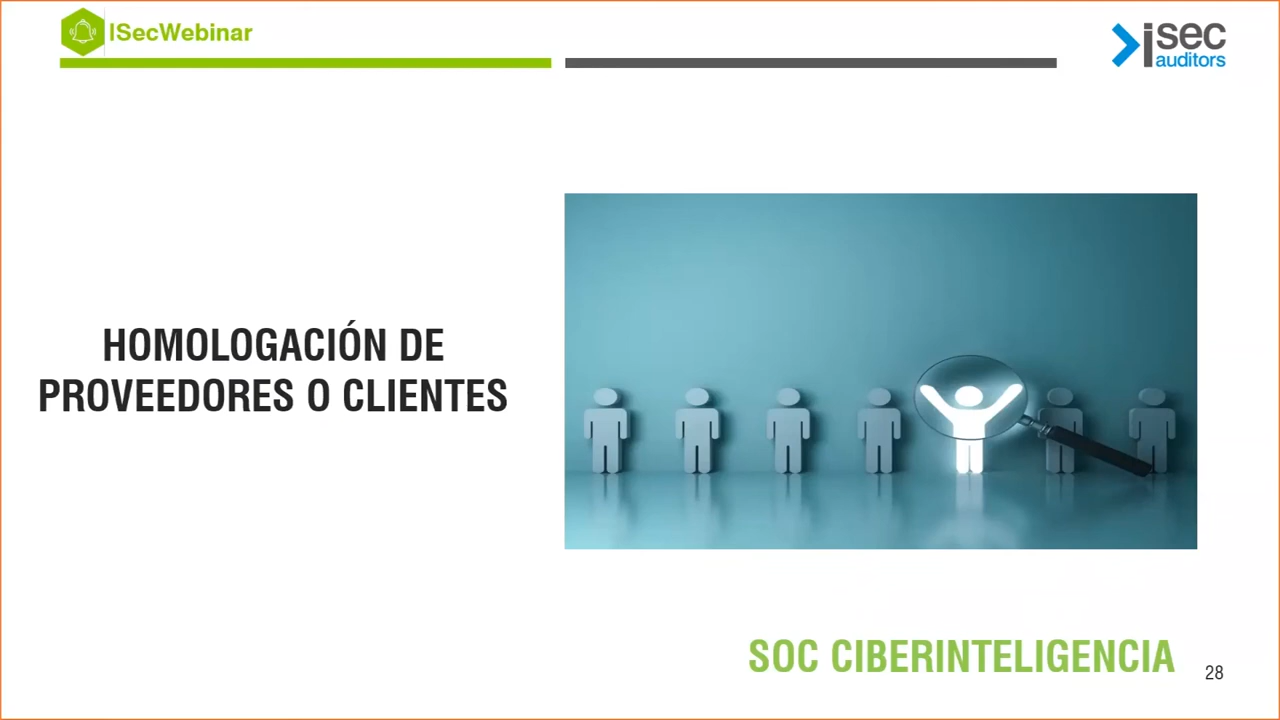 ISecWebinar
isec
auditors
HOMOLOGACIÓN DE
PROVEEDORES O CLIENTES
SOC CIBERINTELIGENCIA
28